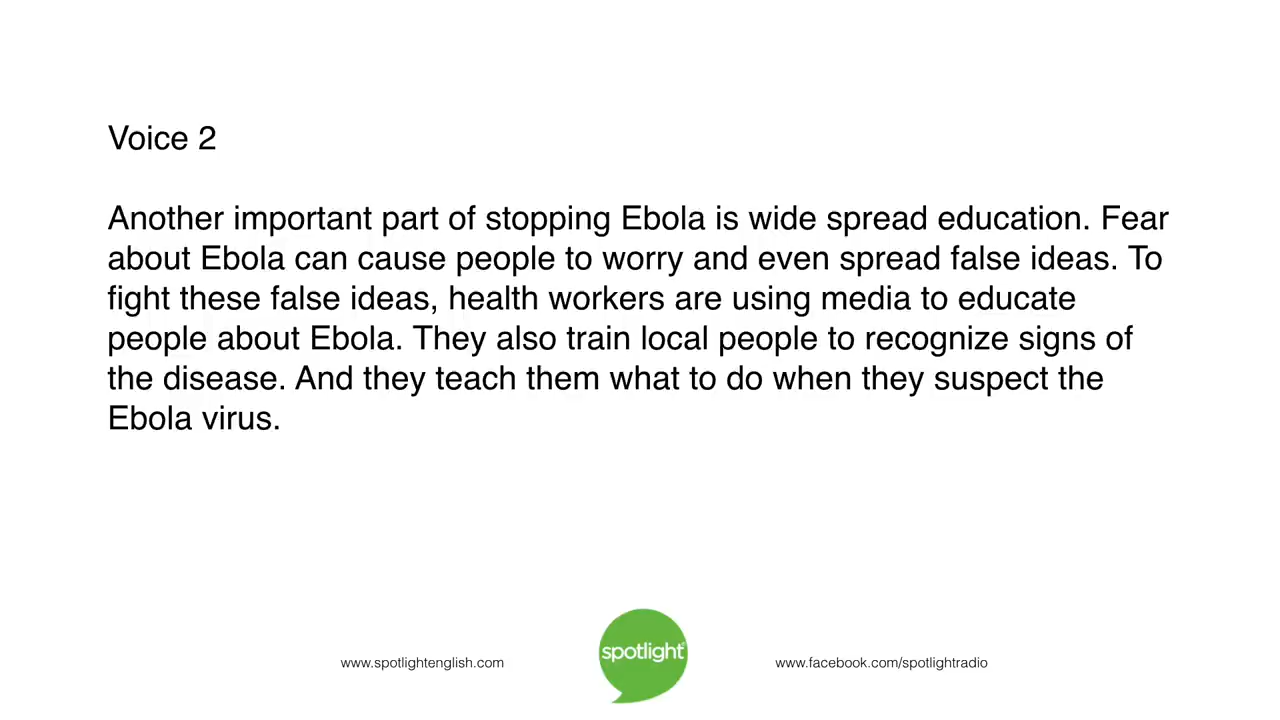 Voice 2
Another important part of stopping Ebola is wide spread education. Fear
about Ebola can cause people to worry and even spread false ideas. To
fight these false ideas, health workers are using media to educate
people about Ebola. They also train local people to recognize signs of
the disease. And they teach them what to do when they suspect the
Ebola virus.
www.spotlightenglish.com
spotlight
www.facebook.com/spotlightradio